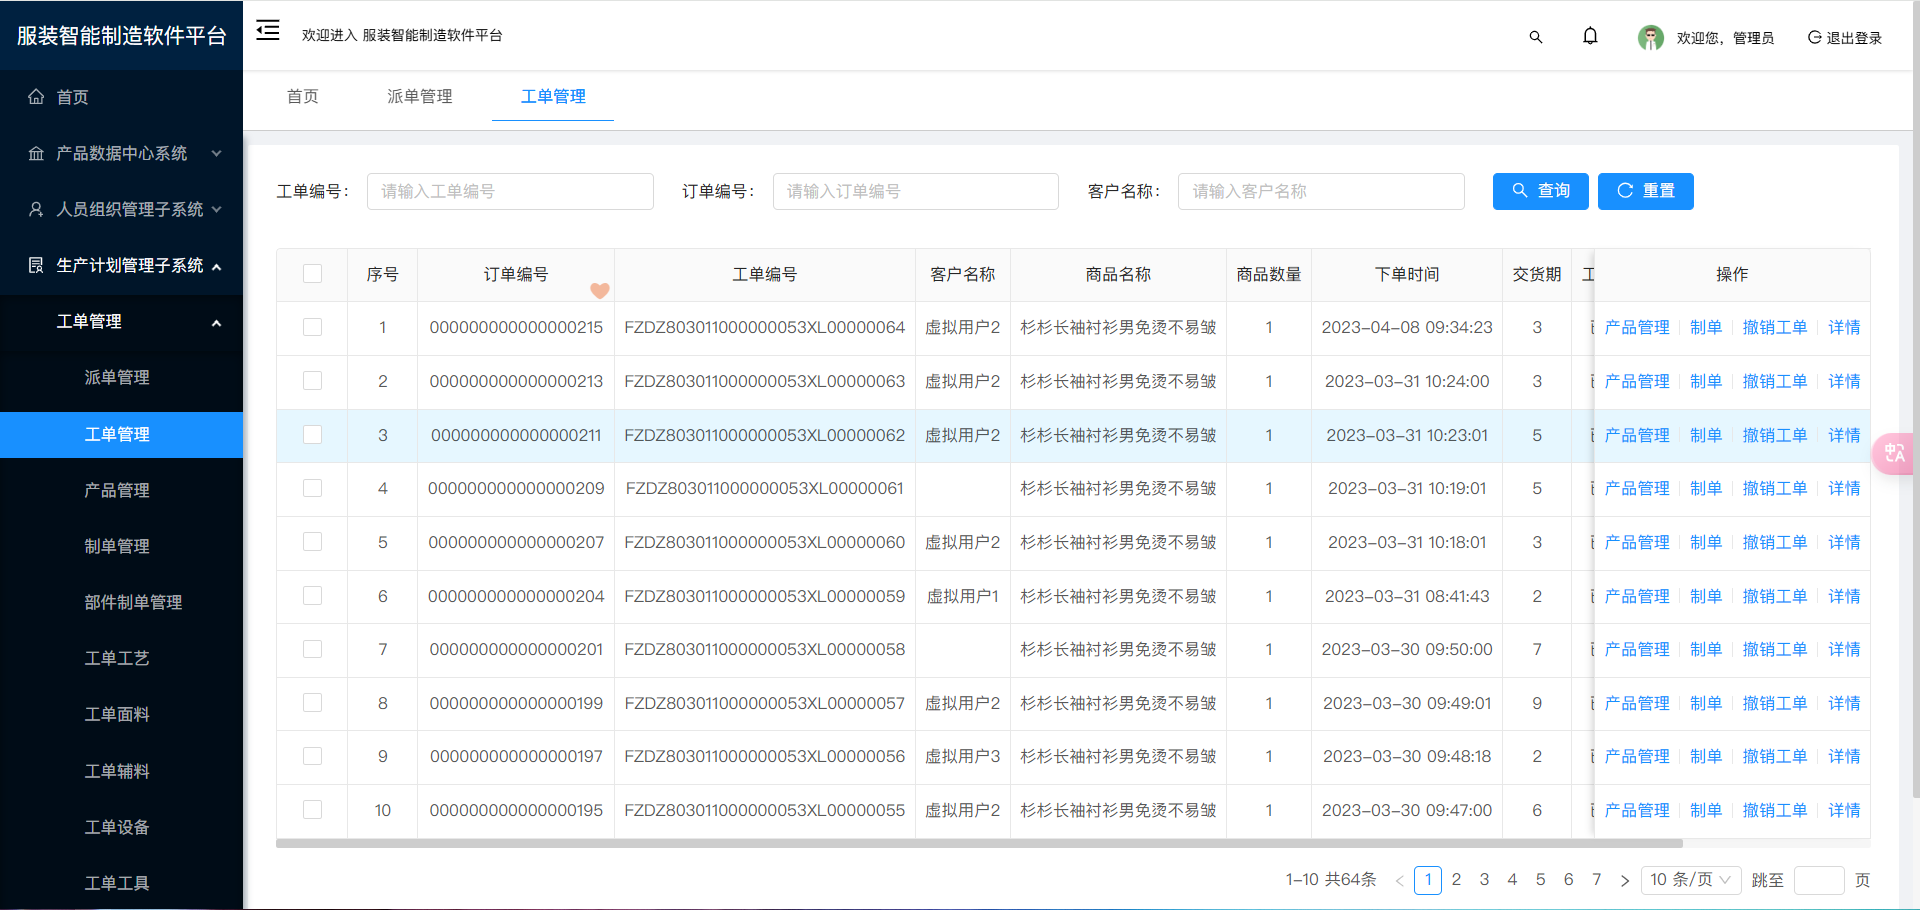 服装智能制造软件平台
欢迎进入 服装智能制造软件平台
欢迎您，管理员
退出登录
首页
产品数据中心系统
人员组织管理子系统
生产计划管理子系统
工单管理
派单管理
工单管理
产品管理
制单管理
部件制单管理
工单工艺
工单面料
工单辅料
工单设备
工单工具
首页 派单管理 工单管理
工单编号： 请输入工单编号 订单编号： 请输入订单编号 客户名称： 请输入客户名称 查询 重置
序号 订单编号 工单编号 客户名称 商品名称 商品数量 下单时间 交货期 操作
1 000000000000000215 FZDZ803011000000053XL00000064 虚拟用户2 杉杉长袖衬衫男免烫不易皱 1 2023-04-08 09:34:23 3 产品管理 制单 撤销工单 详情
2 000000000000000213 FZDZ803011000000053XL00000063 虚拟用户2 杉杉长袖衬衫男免烫不易皱 1 2023-03-31 10:24:00 3 产品管理 制单 撤销工单 详情
3 000000000000000211 FZDZ803011000000053XL00000062 虚拟用户2 杉杉长袖衬衫男免烫不易皱 1 2023-03-31 10:23:01 5 产品管理 制单 撤销工单 详情
4 000000000000000209 FZDZ803011000000053XL00000061 杉杉长袖衬衫男免烫不易皱 1 2023-03-31 10:19:01 5 产品管理 制单 撤销工单 详情
5 000000000000000207 FZDZ803011000000053XL00000060 虚拟用户2 杉杉长袖衬衫男免烫不易皱 1 2023-03-31 10:18:01 3 产品管理 制单 撤销工单 详情
6 000000000000000204 FZDZ803011000000053XL00000059 虚拟用户1 杉杉长袖衬衫男免烫不易皱 1 2023-03-31 08:41:43 2 产品管理 制单 撤销工单 详情
7 000000000000000201 FZDZ803011000000053XL00000058 杉杉长袖衬衫男免烫不易皱 1 2023-03-30 09:50:00 7 产品管理 制单 撤销工单 详情
8 000000000000000199 FZDZ803011000000053XL00000057 虚拟用户2 杉杉长袖衬衫男免烫不易皱 1 2023-03-30 09:49:01 9 产品管理 制单 撤销工单 详情
9 000000000000000197 FZDZ803011000000053XL00000056 虚拟用户3 杉杉长袖衬衫男免烫不易皱 1 2023-03-30 09:48:18 2 产品管理 制单 撤销工单 详情
10 000000000000000195 FZDZ803011000000053XL00000055 虚拟用户2 杉杉长袖衬衫男免烫不易皱 1 2023-03-30 09:47:00 6 产品管理 制单 撤销工单 详情
1-10 共64条 < 1 2 3 4 5 6 7 > 10 条/页 跳至 页